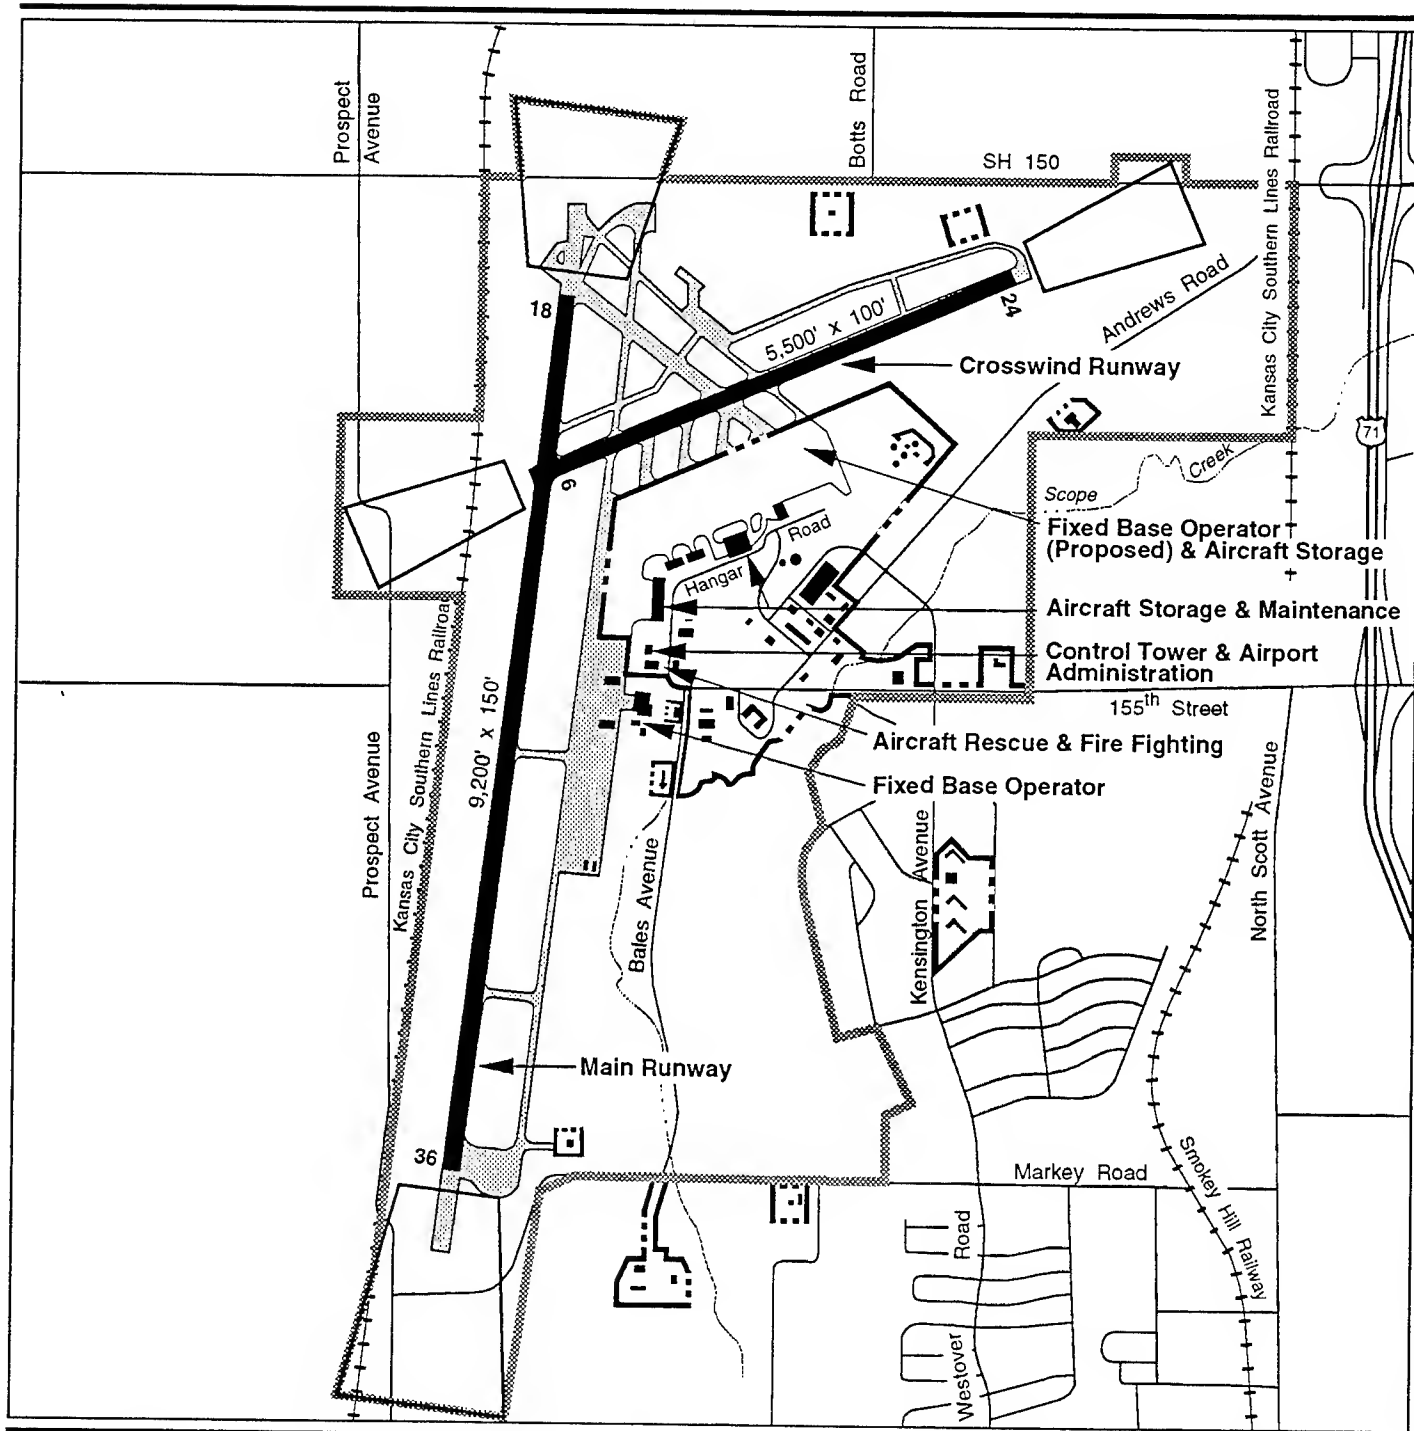 Prospect
Avenue
Botts Road
SH 150
Kansas City Southern Lines Railroad
18
24
5,500' x 100'
Andrews Road
Crosswind Runway
71
6
Creek
Scope
Road
Hangar
Fixed Base Operator
(Proposed) & Aircraft Storage
Aircraft Storage & Maintenance
Control Tower & Airport
Administration
155th Street
Aircraft Rescue & Fire Fighting
Fixed Base Operator
Kansas City Southern Lines Railroad
9,200' x 150'
Prospect Avenue
Bales Avenue
Kensington Avenue
North Scott Avenue
Main Runway
36
Markey Road
Smokey Hill Railway
Road
Westover